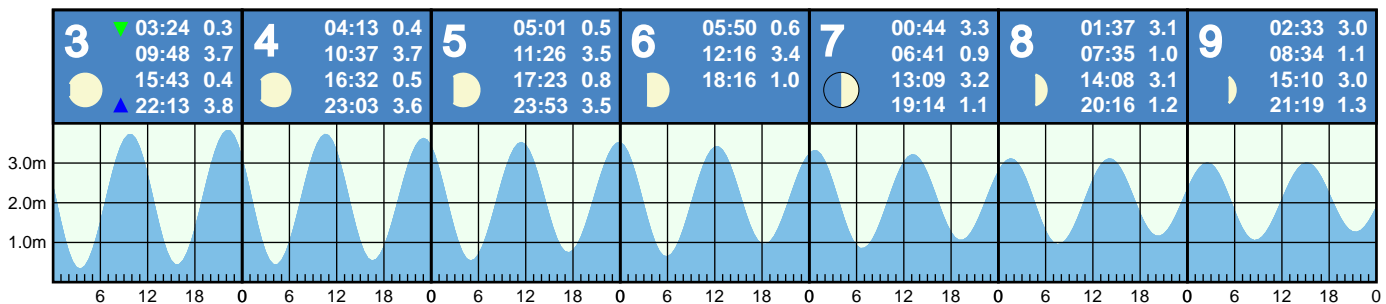 3 03:24 0.3 4 04:13 0.4 5 05:01 0.5 6 05:50 0.6 7 00:44 3.3 8 01:37 3.1 9 02:33 3.0
09:48 3.7 10:37 3.7 11:26 3.5 12:16 3.4 06:41 0.9 07:35 1.0 08:34 1.1
15:43 0.4 16:32 0.5 17:23 0.8 18:16 1.0 13:09 3.2 14:08 3.1 15:10 3.0
22:13 3.8 23:03 3.6 23:53 3.5 19:14 1.1 20:16 1.2 21:19 1.3
3.0m
2.0m
1.0m
6 12 18 0 6 12 18 0 6 12 18 0 6 12 18 0 6 12 18 0 6 12 18 0 6 12 18 0